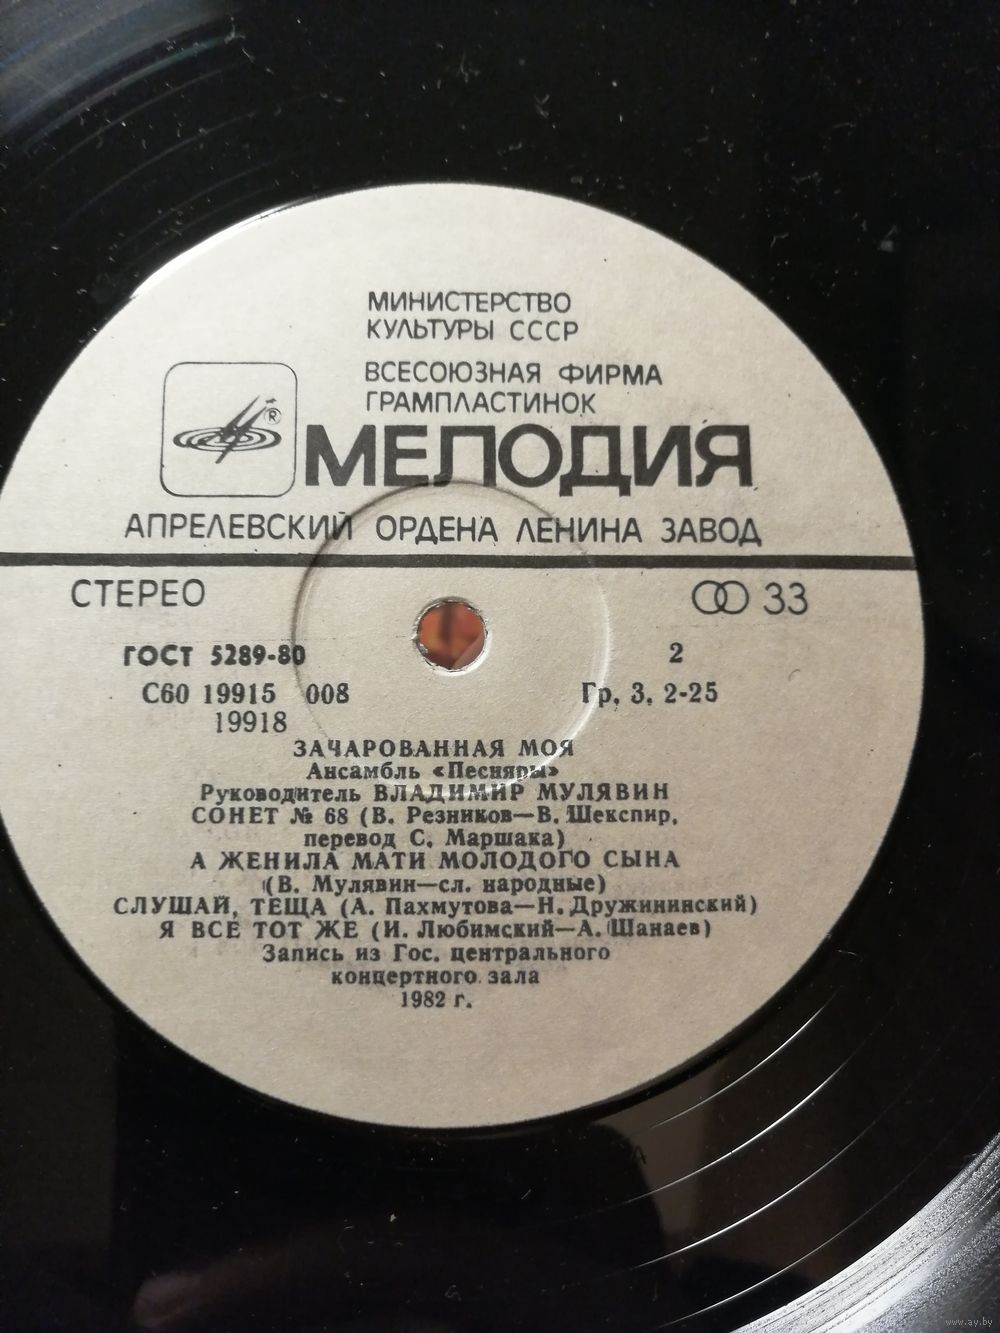 МИНИСТЕРСТВО
КУЛЬТУРЫ СССР
ВСЕСОЮЗНАЯ ФИРМА
ГРАМПЛАСТИНОК
®
МЕЛОДИЯ
АПРЕЛЕВСКИЙ ОРДЕНА ЛЕНИНА ЗАВОД
СТЕРЕО 33
ГОСТ 5289-80 2
С60 19915 008 Гр. 3. 2-25
19918
ЗАЧАРОВАННАЯ МОЯ
Ансамбль «Песняры»
Руководитель ВЛАДИМИР МУЛЯВИН
СОНЕТ № 68 (В. Резников—В. Шекспир,
перевод С. Маршака)
А ЖЕНИЛА МАТИ МОЛОДОГО СЫНА
(В. Мулявин—сл. народные)
СЛУШАЙ, ТЕЩА (А. Пахмутова—Н. Дружининский)
Я ВСЕ ТОТ ЖЕ (И. Любимский—А. Шанаев)
Запись из Гос. центрального
концертного зала
1982 г.
www.ay.by